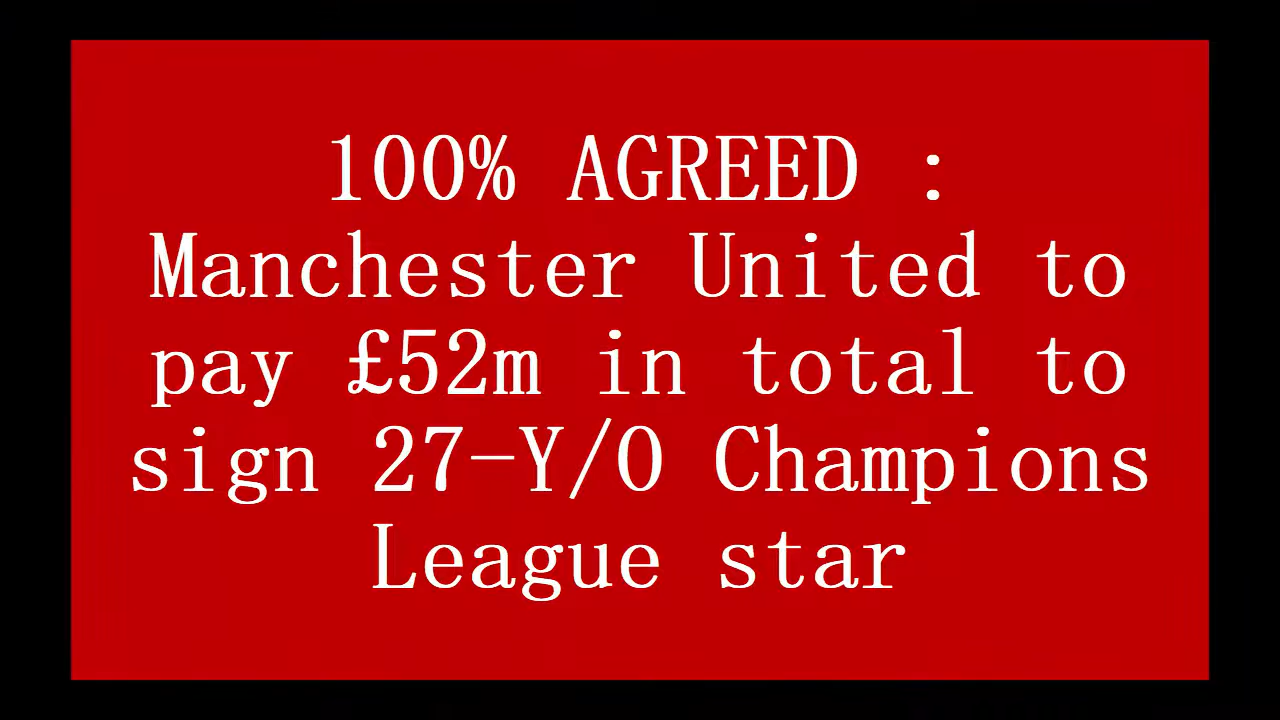 100% AGREED :
Manchester United to
pay £52m in total to
sign 27-Y/O Champions
League star